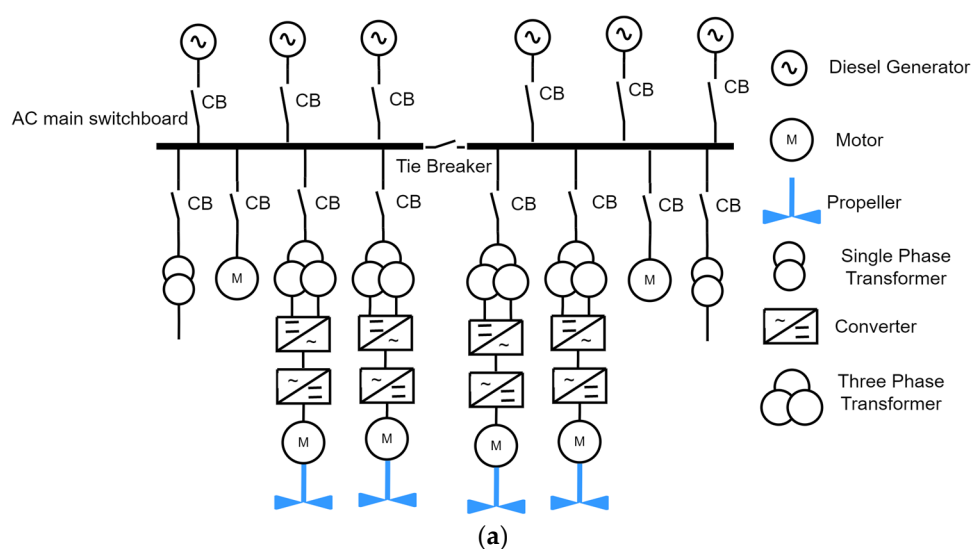 CB
CB
CB
CB
CB
CB
Diesel Generator
AC main switchboard
Tie Breaker
M
Motor
CB
CB
CB
CB
CB
CB
CB
CB
Propeller
M
M
Single Phase
Transformer
Converter
Three Phase
Transformer
M
M
M
M
(a)